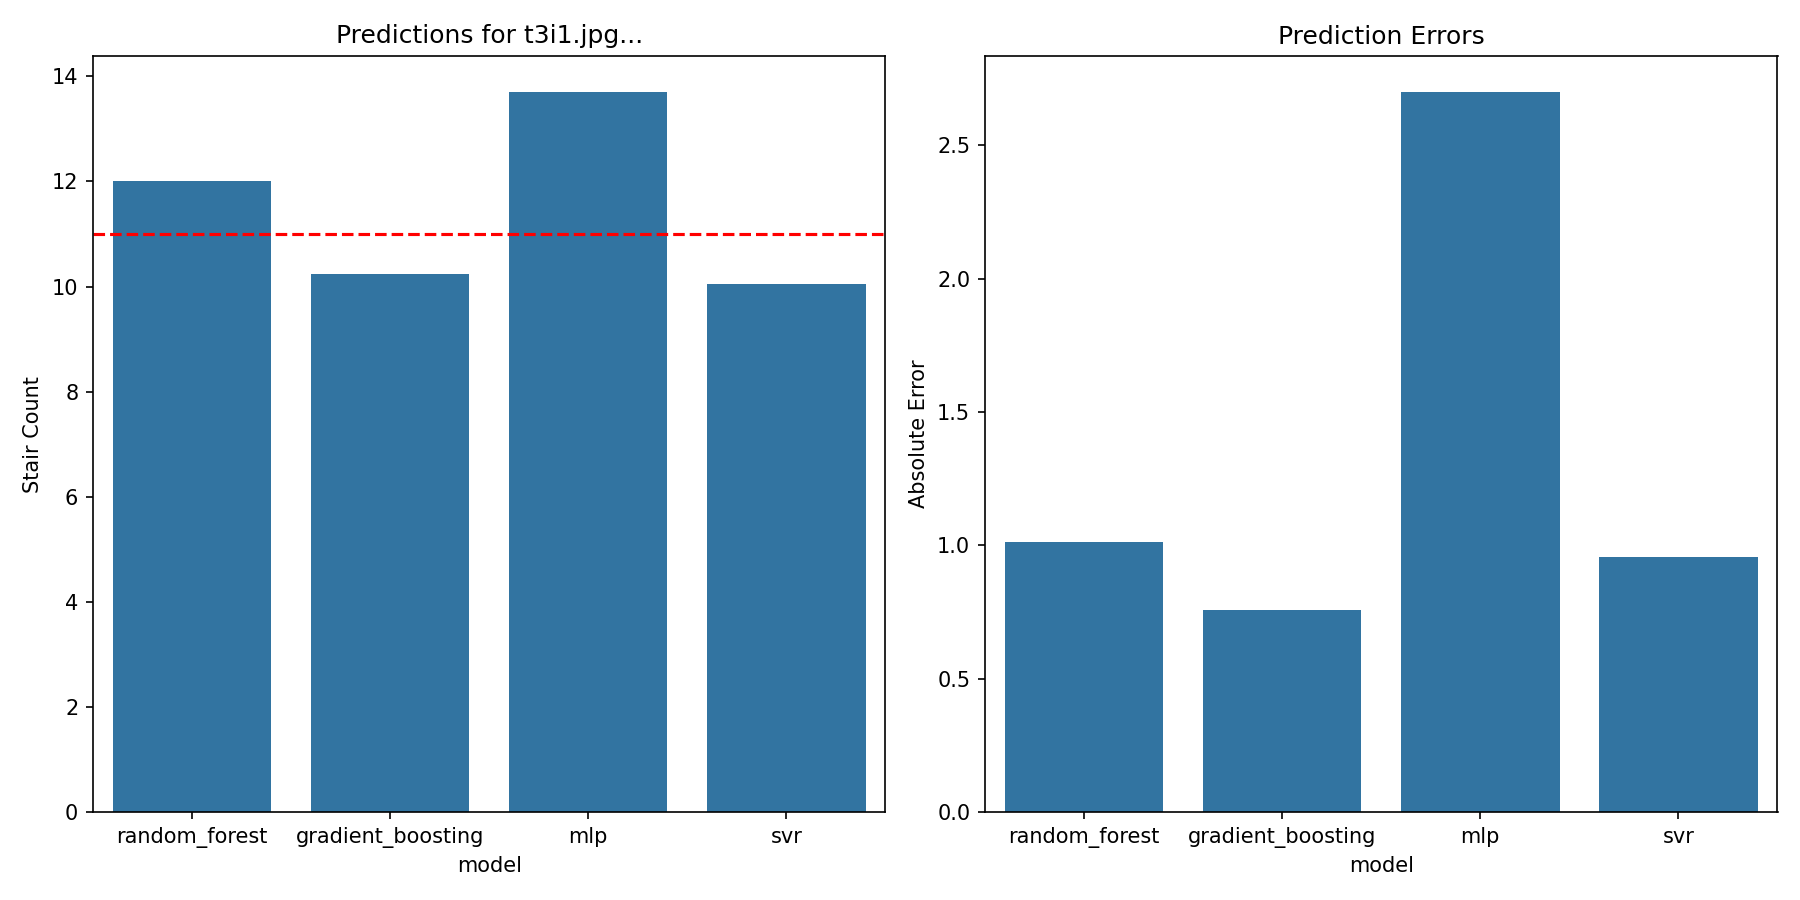 Predictions for t3i1.jpg...
Stair Count
14
12
10
8
6
4
2
0
random_forest gradient_boosting mlp svr
model
Prediction Errors
Absolute Error
2.5
2.0
1.5
1.0
0.5
0.0
random_forest gradient_boosting mlp svr
model